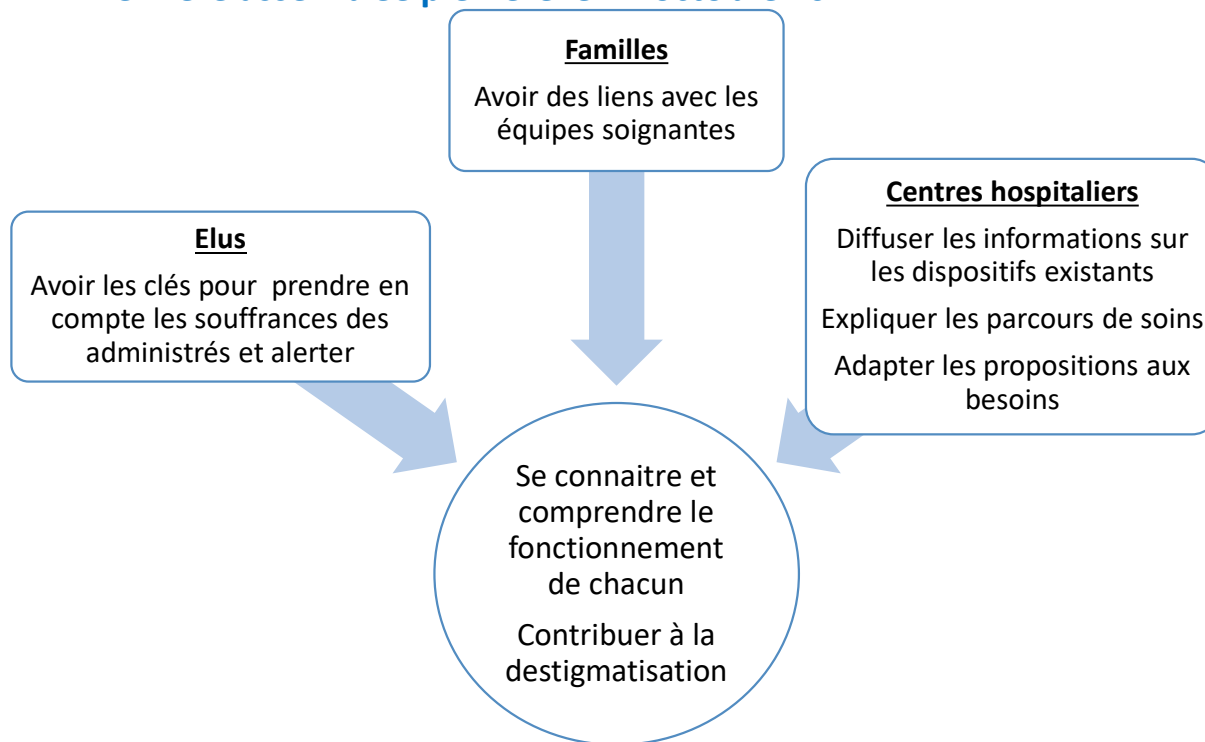 Familles
Avoir des liens avec les
équipes soignantes
Elus
Avoir les clés pour prendre en
compte les souffrances des
administrés et alerter
Centres hospitaliers
Diffuser les informations sur
les dispositifs existants
Expliquer les parcours de soins
Adapter les propositions aux
besoins
Se connaitre et
comprendre le
fonctionnement
de chacun
Contribuer à la
destigmatisation